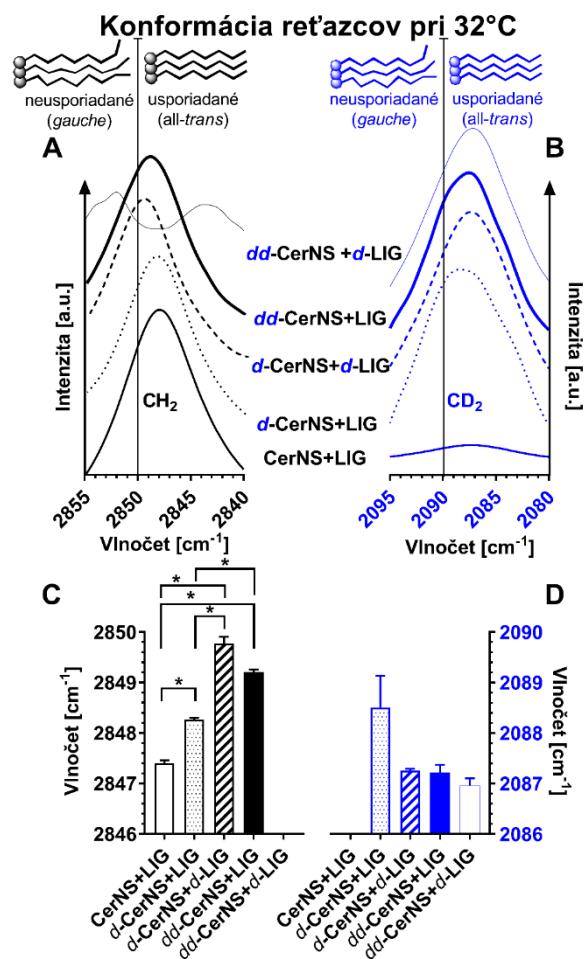 Konformácia reťazcov pri 32°C
neusporiadané
(gauche)
usporiadané
(all-trans)
neusporiadané
(gauche)
usporiadané
(all-trans)
A
B
Intenzita [a.u.]
CH2
dd-CerNS +d-LIG
dd-CerNS+LIG
d-CerNS+d-LIG
d-CerNS+LIG
CerNS+LIG
CD2
Intenzita [a.u.]
2855
2850
2845
2840
Vlnočet [cm-1]
2095
2090
2085
2080
Vlnočet [cm-1]
C
D
* *
*
*
*
Vlnočet [cm-1]
2850
2849
2848
2847
2846
CerNS+LIG
d-CerNS+LIG
d-CerNS+d-LIG
dd-CerNS+LIG
dd-CerNS+d-LIG
2090
2089
2088
2087
2086
Vlnočet [cm-1]
CerNS+LIG
d-CerNS+LIG
d-CerNS+d-LIG
dd-CerNS+LIG
dd-CerNS+d-LIG